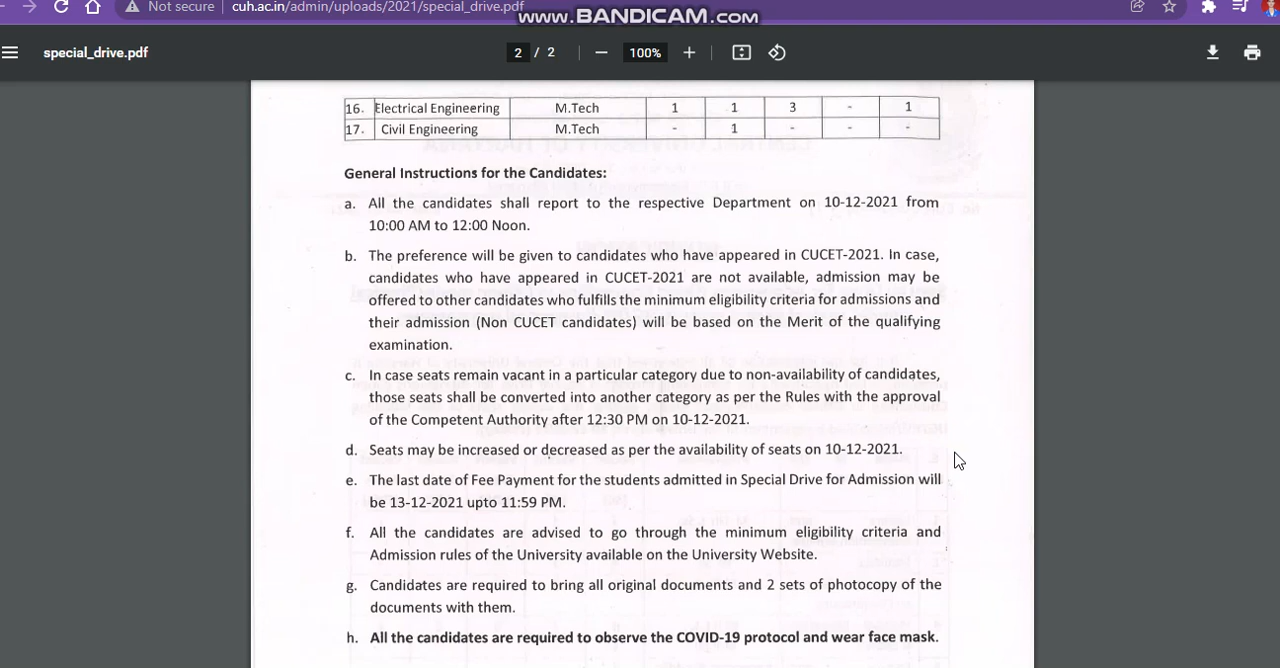 Not secure cuh.ac.in/admin/uploads/2021/special_drive.pdf
www.BANDICAM.com
special_drive.pdf 2 / 2 100%
16. Electrical Engineering M.Tech 1 1 3 - 1
17. Civil Engineering M.Tech - 1 - - -
General Instructions for the Candidates:
a. All the candidates shall report to the respective Department on 10-12-2021 from
10:00 AM to 12:00 Noon.
b. The preference will be given to candidates who have appeared in CUCET-2021. In case,
candidates who have appeared in CUCET-2021 are not available, admission may be
offered to other candidates who fulfills the minimum eligibility criteria for admissions and
their admission (Non CUCET candidates) will be based on the Merit of the qualifying
examination.
c. In case seats remain vacant in a particular category due to non-availability of candidates,
those seats shall be converted into another category as per the Rules with the approval
of the Competent Authority after 12:30 PM on 10-12-2021.
d. Seats may be increased or decreased as per the availability of seats on 10-12-2021.
e. The last date of Fee Payment for the students admitted in Special Drive for Admission will
be 13-12-2021 upto 11:59 PM.
f. All the candidates are advised to go through the minimum eligibility criteria and
Admission rules of the University available on the University Website.
g. Candidates are required to bring all original documents and 2 sets of photocopy of the
documents with them.
h. All the candidates are required to observe the COVID-19 protocol and wear face mask.